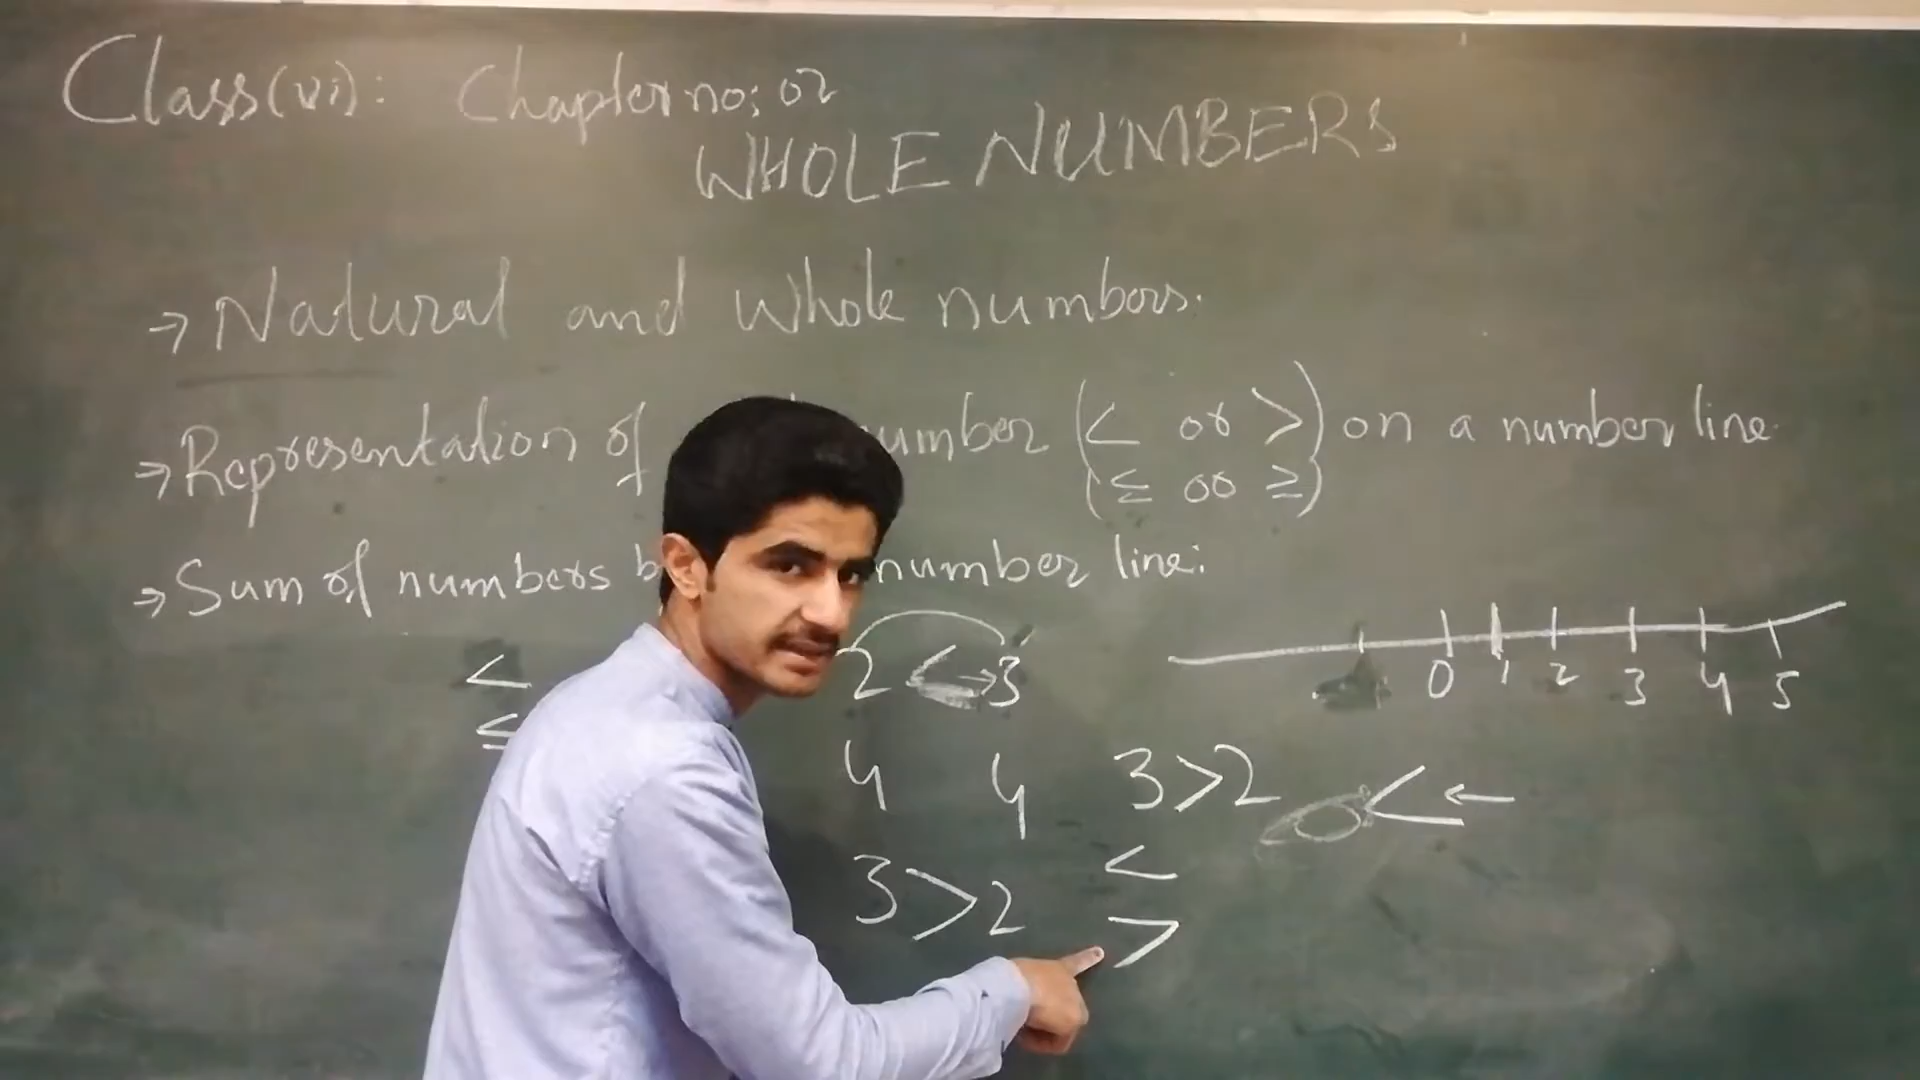 Class(vi): Chapter no; 02
WHOLE NUMBERS
→ Natural and Whole numbers.
→ Representation of number (< or >) on a number line
(≤ or ≥)
→ Sum of numbers number line:
< 2 < → 3
≤
0 1 2 3 4 5
4 4 3>2 < ←
<
3>2 >